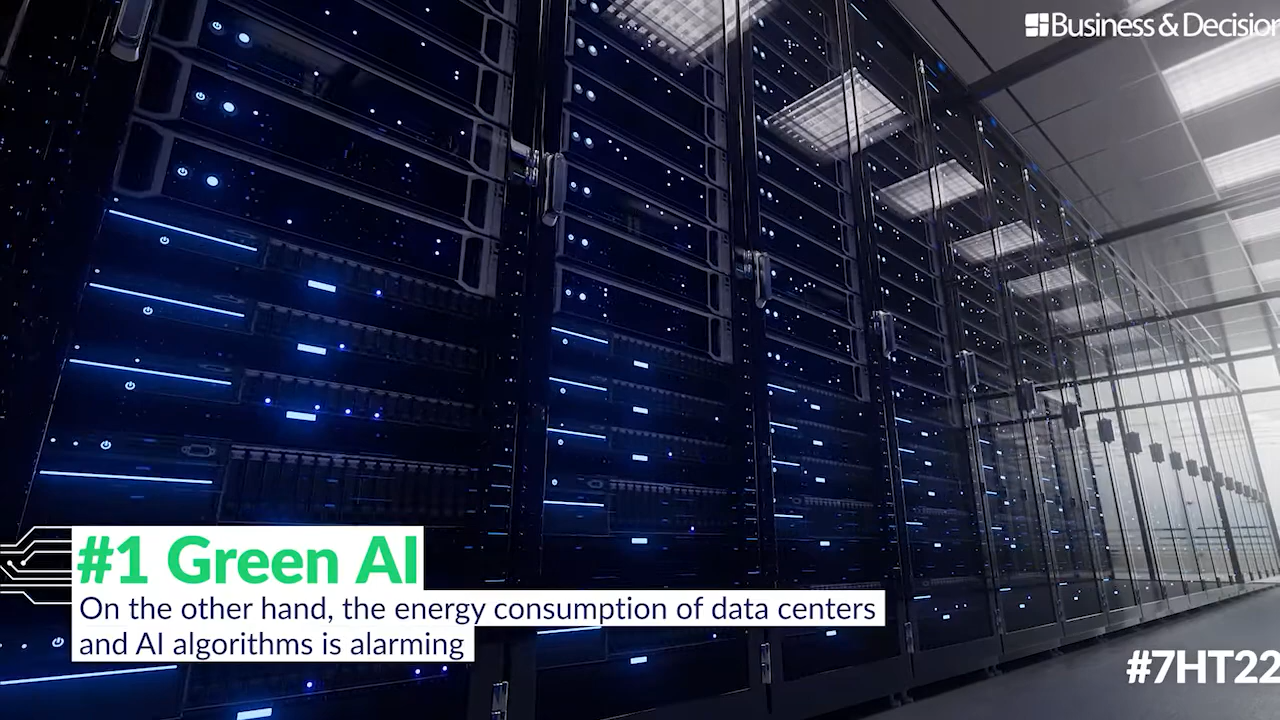 Business & Decision
#1 Green AI
On the other hand, the energy consumption of data centers
and AI algorithms is alarming
#7HT22